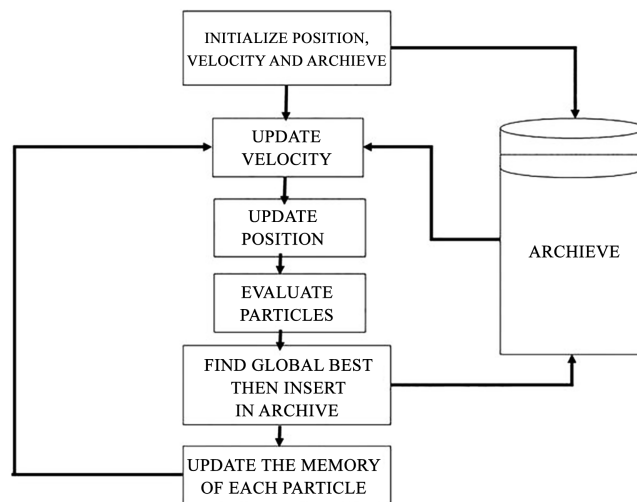 INITIALIZE POSITION,
VELOCITY AND ARCHIEVE
UPDATE
VELOCITY
UPDATE
POSITION
ARCHIEVE
EVALUATE
PARTICLES
FIND GLOBAL BEST
THEN INSERT
IN ARCHIVE
UPDATE THE MEMORY
OF EACH PARTICLE